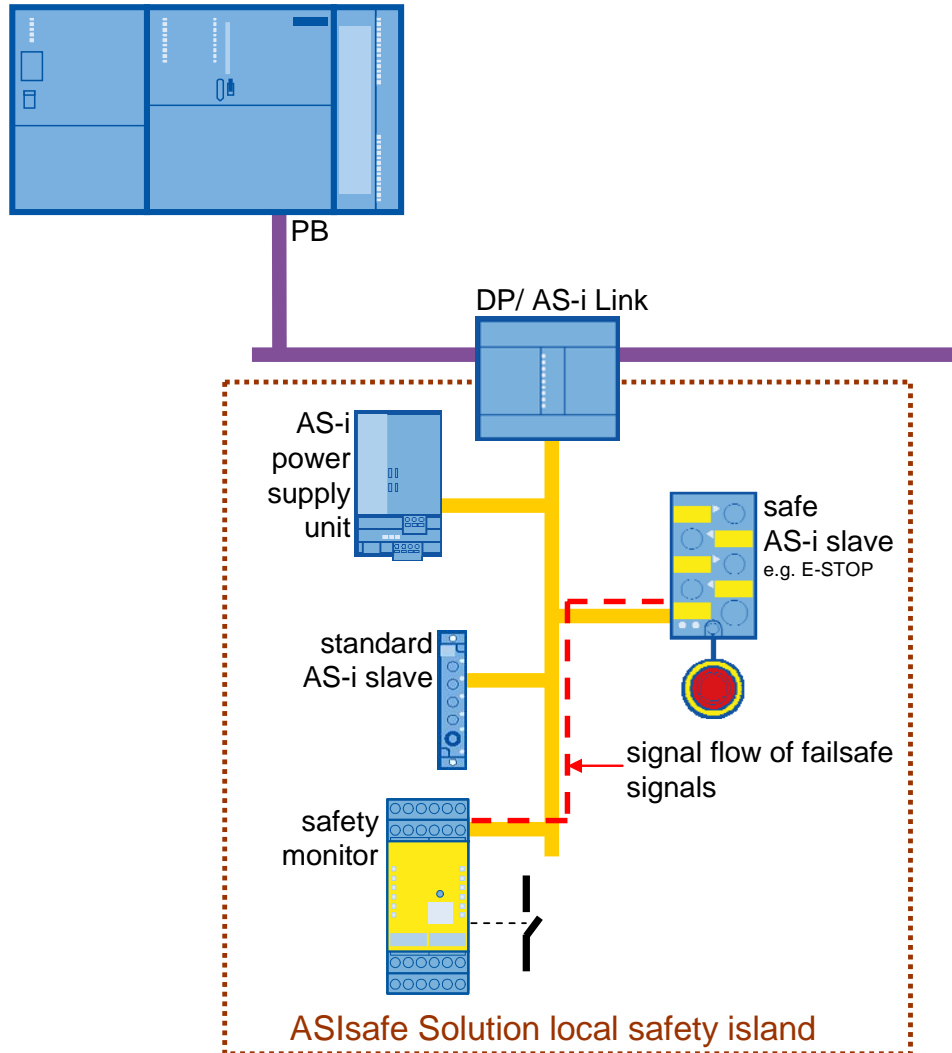 PB
DP/ AS-i Link
AS-i
power
supply
unit
safe
AS-i slave
e.g. E-STOP
standard
AS-i slave
signal flow of failsafe
signals
safety
monitor
ASIsafe Solution local safety island